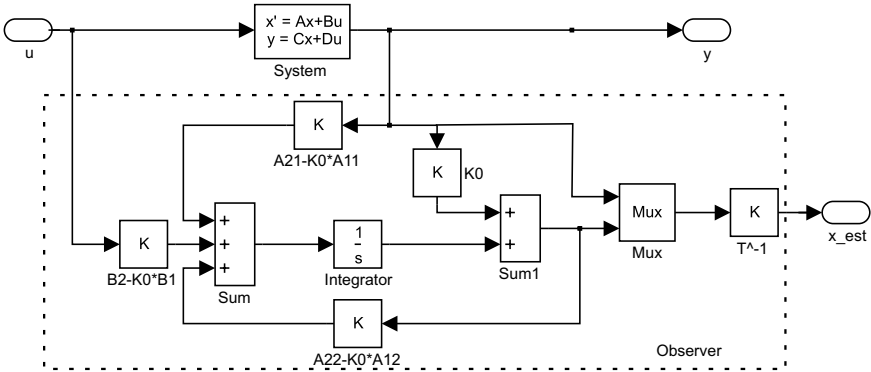 x' = Ax+Bu
y = Cx+Du
System
u
y
K
A21-K0*A11
K
K0
+
+
+
Sum
K
B2-K0*B1
1
s
Integrator
+
+
Sum1
Mux
Mux
K
T^-1
x_est
K
A22-K0*A12
Observer